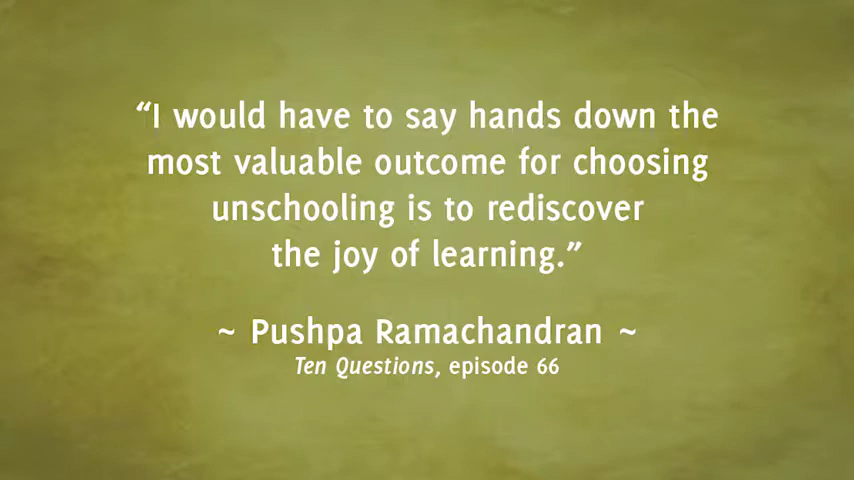 “I would have to say hands down the
most valuable outcome for choosing
unschooling is to rediscover
the joy of learning.”
~ Pushpa Ramachandran ~
Ten Questions, episode 66